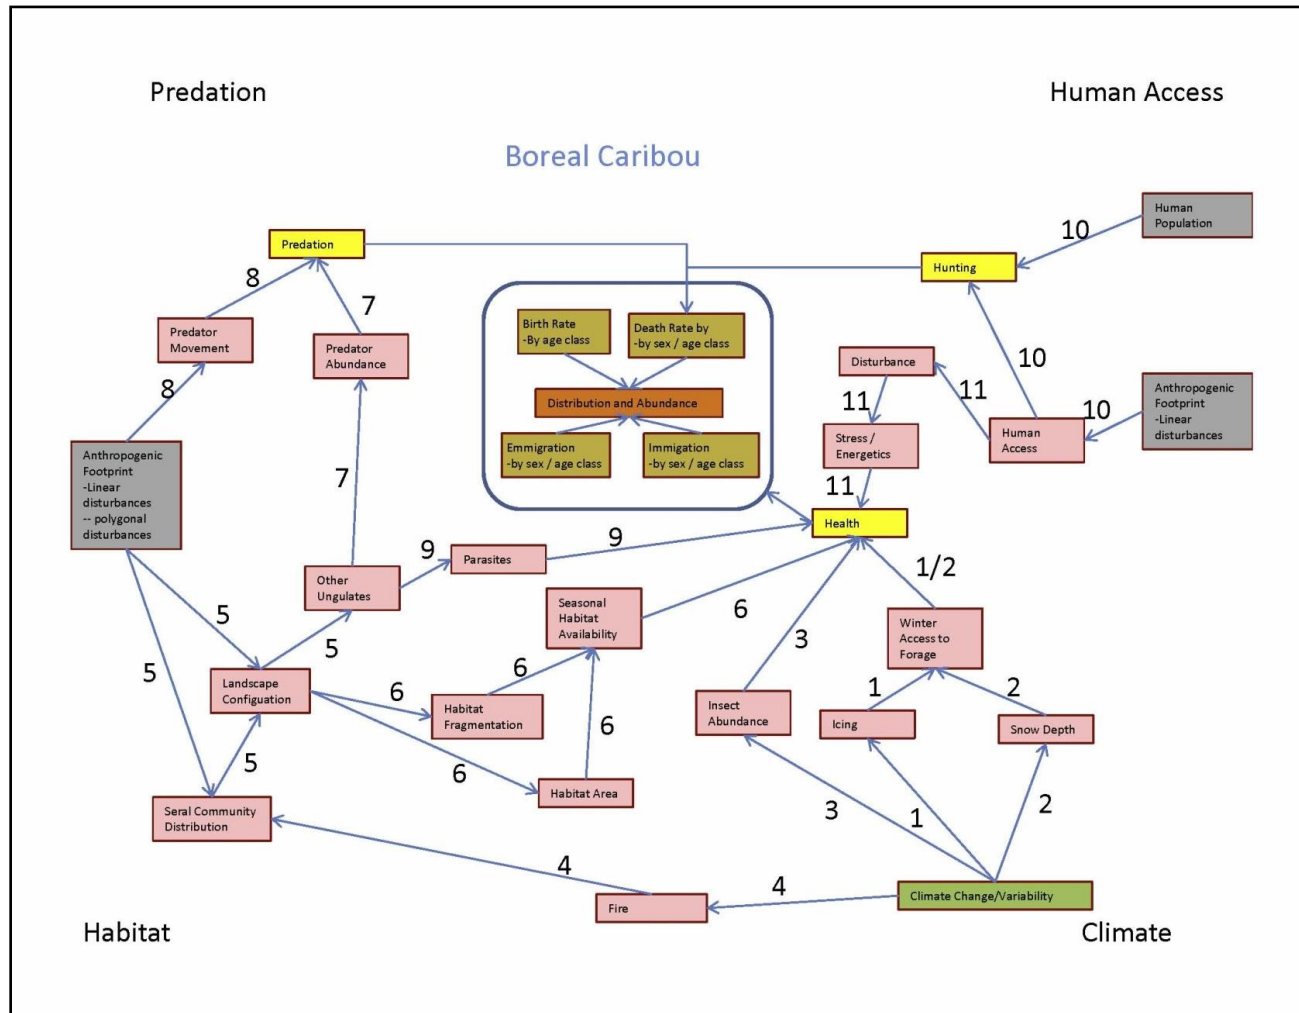 Predation
Human Access
Boreal Caribou
Human
Population
10
Predation
Hunting
8
7
Predator
Movement
Predator
Abundance
Birth Rate
-By age class
Death Rate by
-by sex / age class
Disturbance
10
8
11
11
10
Distribution and Abundance
Anthropogenic
Footprint
-Linear
disturbances
Human
Access
Stress /
Energetics
Emmigration
-by sex / age class
Immigation
-by sex / age class
Anthropogenic
Footprint
-Linear
disturbances
-- polygonal
disturbances
7
11
Health
9
9
Parasites
1/2
Other
Ungulates
Seasonal
Habitat
Availability
6
5
5
3
Winter
Access to
Forage
5
Landscape
Configuation
6
6
Habitat
Fragmentation
6
1
2
Insect
Abundance
Icing
Snow Depth
5
6
Habitat Area
Seral Community
Distribution
3
1
2
4
4
Fire
Climate Change/Variability
Habitat
Climate